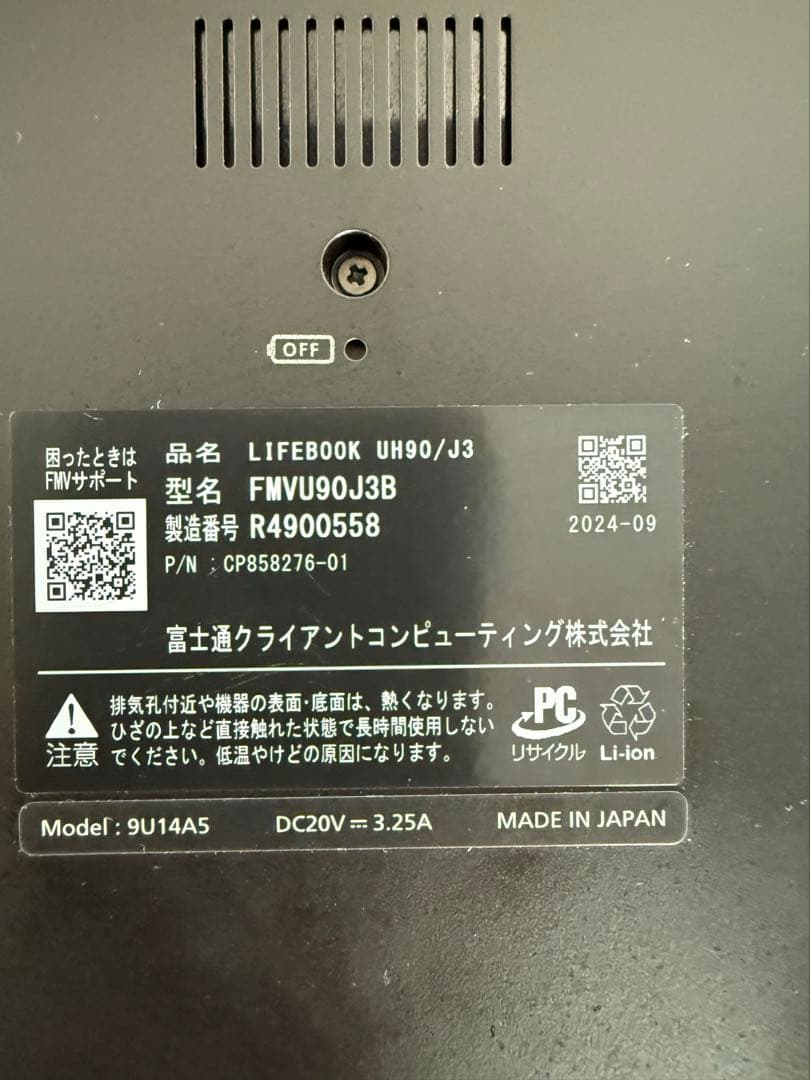 OFF
困ったときは
FMVサポート
品名 LIFEBOOK UH90/J3
型名 FMVU90J3B
製造番号 R4900558
P/N : CP858276-01
2024-09
富士通クライアントコンピューティング株式会社
注意
排気孔付近や機器の表面・底面は、熱くなります。
ひざの上など直接触れた状態で長時間使用しない
でください。低温やけどの原因になります。
PC
リサイクル
Li-ion
Model : 9U14A5 DC20V⎓3.25A MADE IN JAPAN